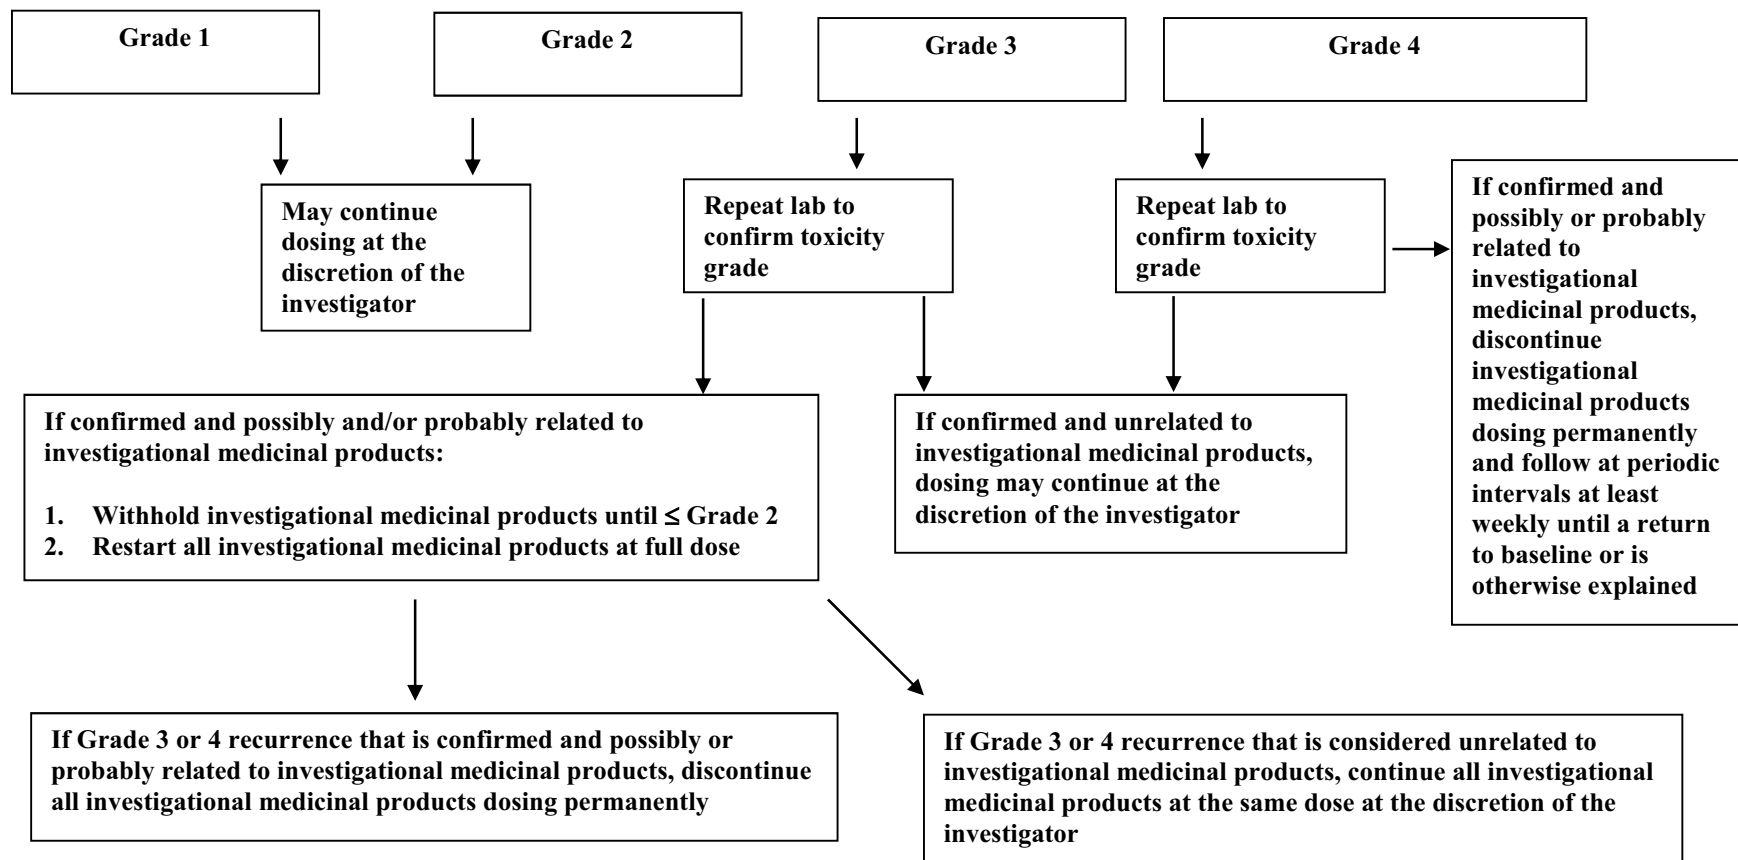 Grade 1
Grade 2
Grade 3
Grade 4
May continue
dosing at the
discretion of the
investigator
Repeat lab to
confirm toxicity
grade
Repeat lab to
confirm toxicity
grade
If confirmed and
possibly or probably
related to
investigational
medicinal products,
discontinue
investigational
medicinal products
dosing permanently
and follow at periodic
intervals at least
weekly until a return
to baseline or is
otherwise explained
If confirmed and possibly and/or probably related to
investigational medicinal products:
1. Withhold investigational medicinal products until ≤ Grade 2
2. Restart all investigational medicinal products at full dose
If confirmed and unrelated to
investigational medicinal products,
dosing may continue at the
discretion of the investigator
If Grade 3 or 4 recurrence that is confirmed and possibly or
probably related to investigational medicinal products, discontinue
all investigational medicinal products dosing permanently
If Grade 3 or 4 recurrence that is considered unrelated to
investigational medicinal products, continue all investigational
medicinal products at the same dose at the discretion of the
investigator